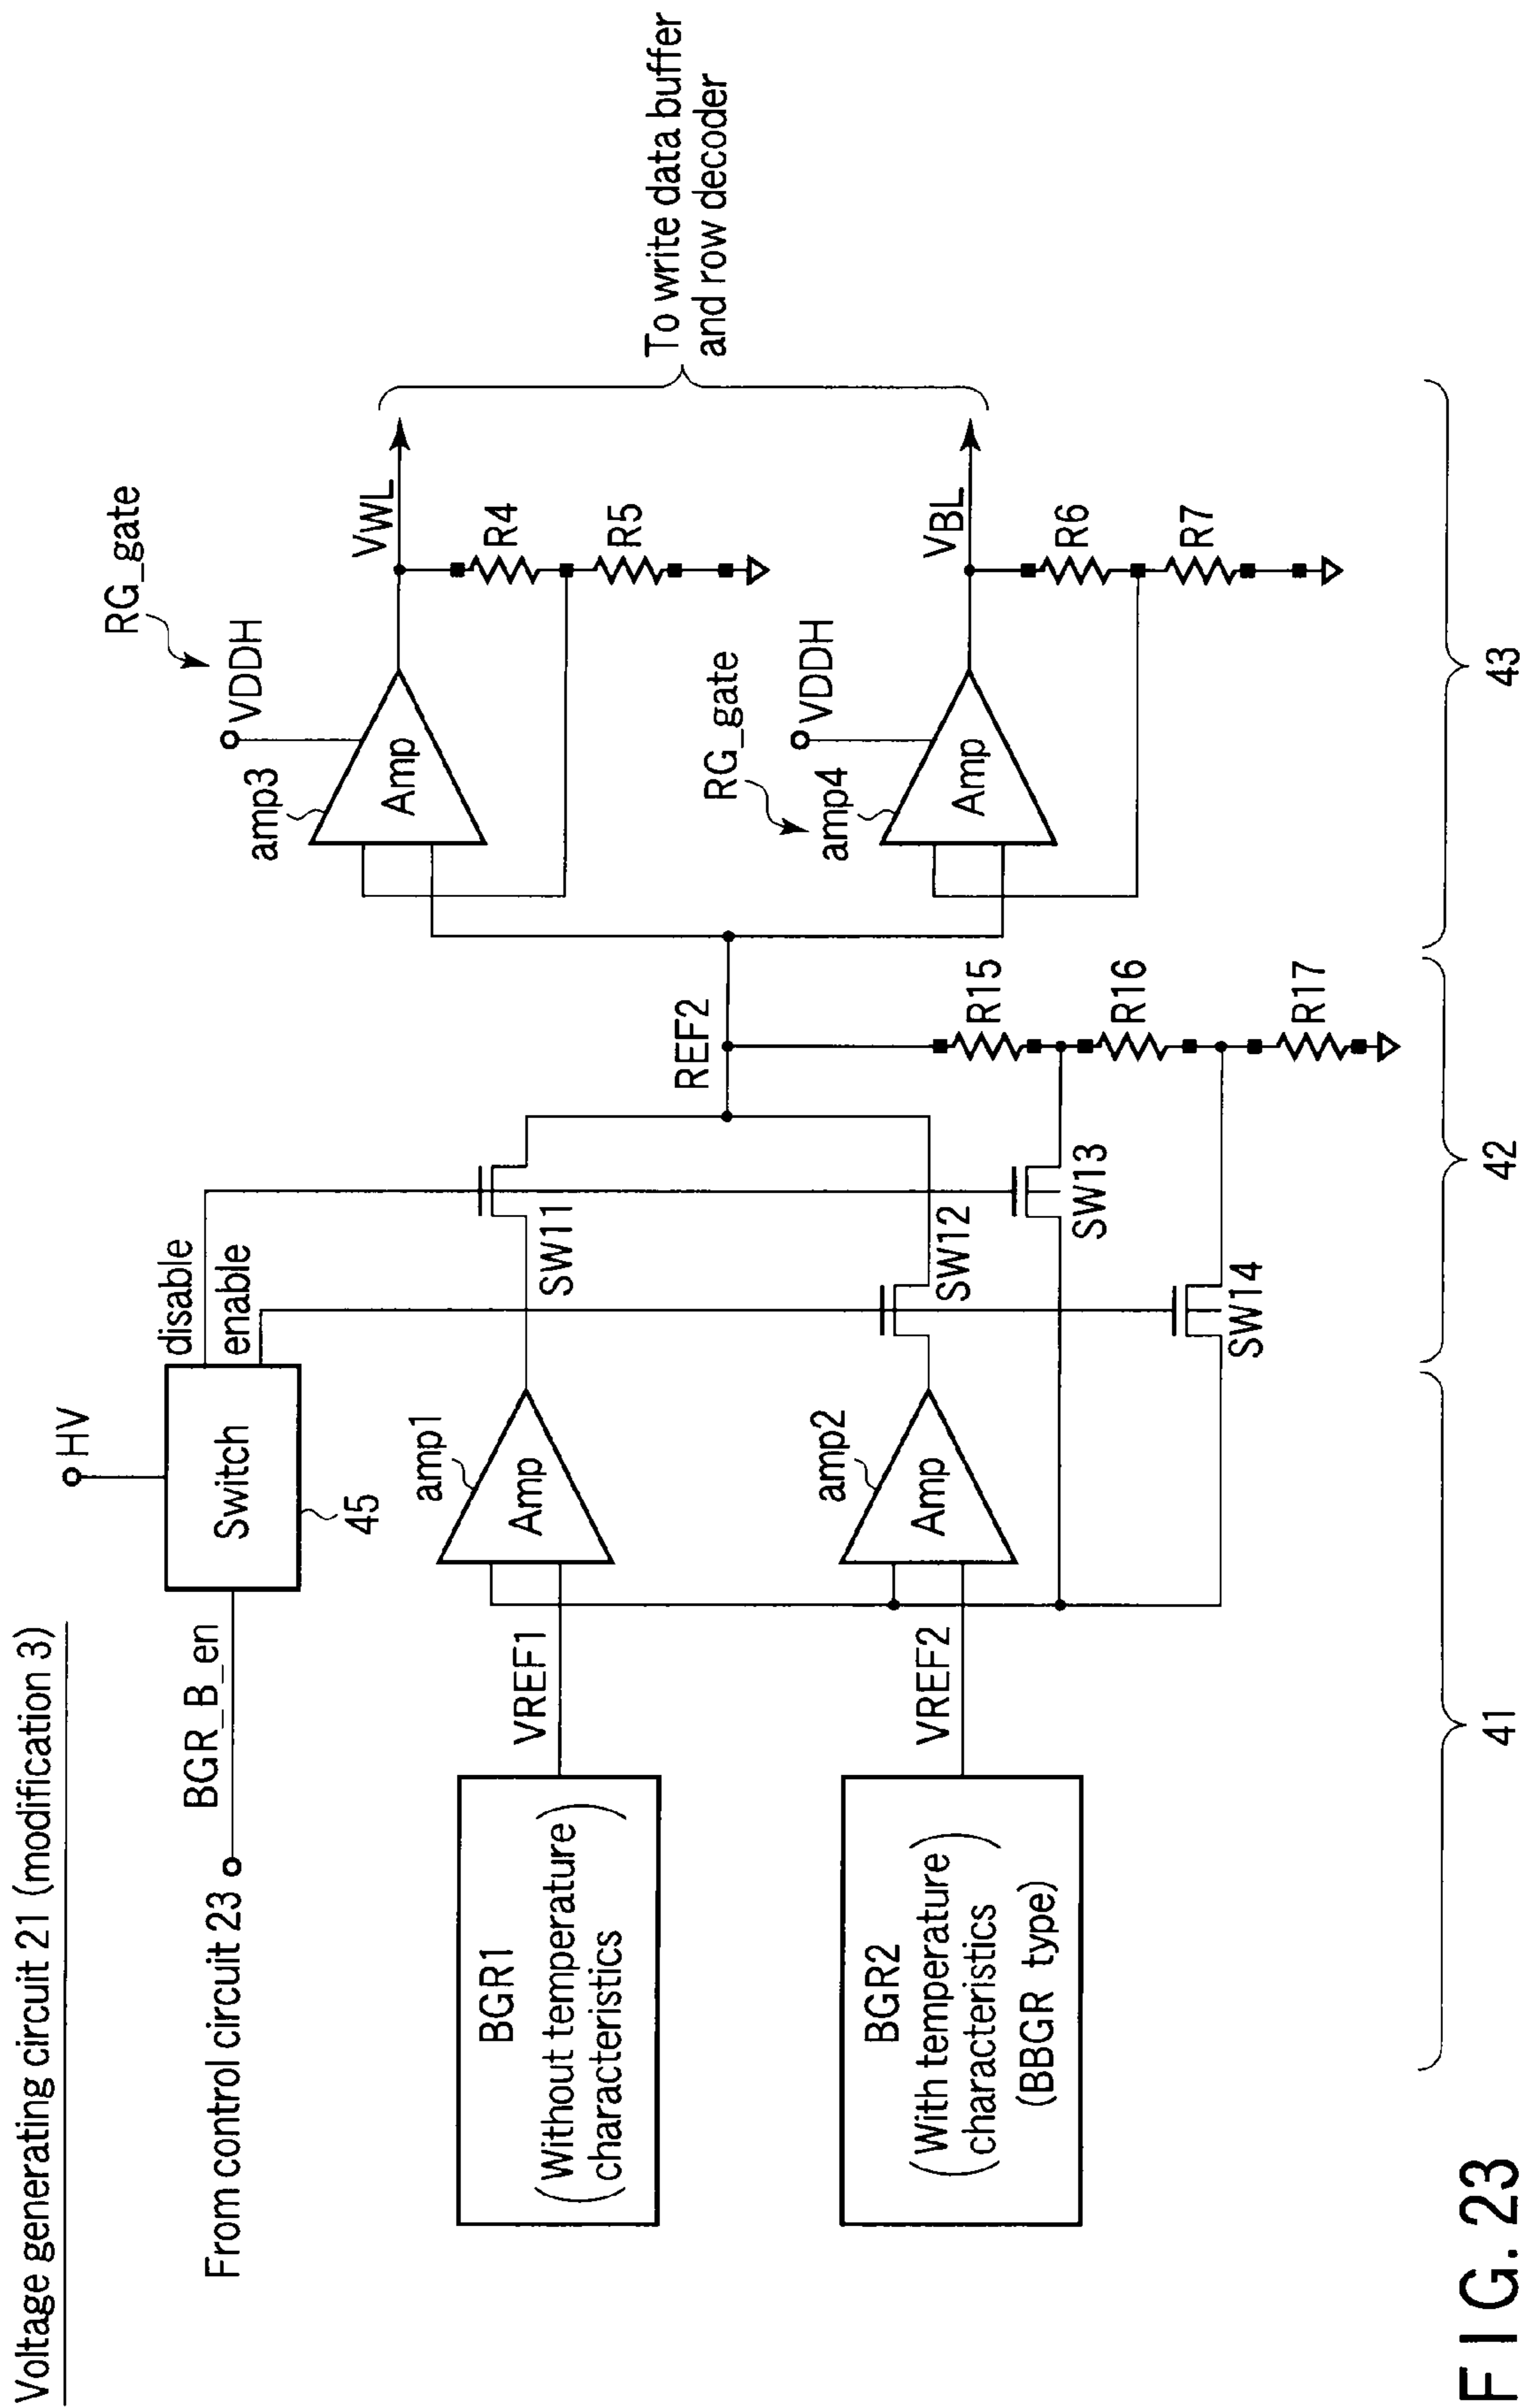 Voltage generating circuit 21 (modification 3)
HV
BGR_B_en
From control circuit 23
Switch
45
disable
enable
RG_gate
VDDH
amp3
Amp
VWL
R4
R5
To write data buffer
and row decoder
BGR1
(Without temperature
characteristics)
VREF1
amp1
Amp
SW11
REF2
RG_gate
VDDH
amp4
Amp
VBL
R6
R7
BGR2
(With temperature
characteristics)
(BBGR type)
VREF2
amp2
Amp
SW12
SW13
SW14
R15
R16
R17
41
42
43
FIG. 23